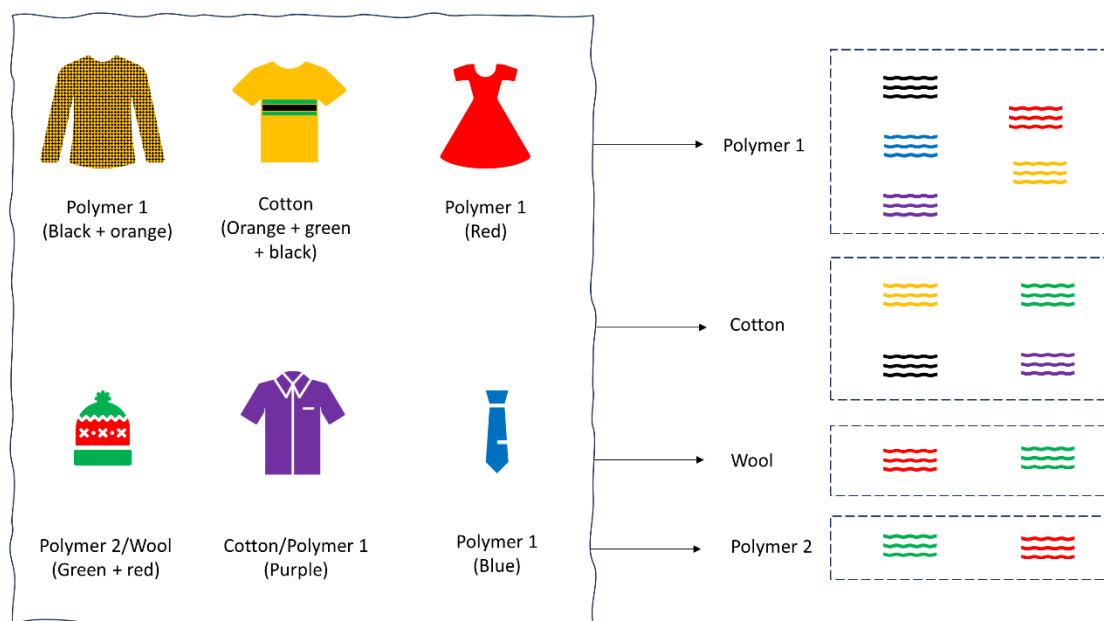 Polymer 1
(Black + orange)
Cotton
(Orange + green
+ black)
Polymer 1
(Red)
Polymer 2/Wool
(Green + red)
Cotton/Polymer 1
(Purple)
Polymer 1
(Blue)
Polymer 1
Cotton
Wool
Polymer 2